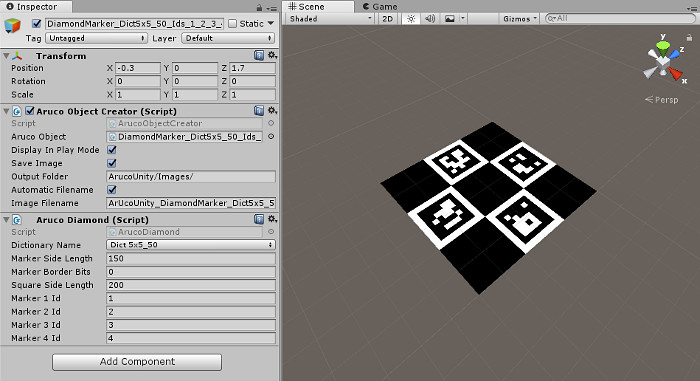 Inspector
Scene
Game
DiamondMarker_Dict5x5_50_Ids_1_2_3_ Static
Shaded 2D Gizmos All
Tag Untagged Layer Default
Transform
Position X -0.3 Y 0 Z 1.7
Rotation X 0 Y 0 Z 0
Scale X 1 Y 1 Z 1
y
z
x
Persp
Aruco Object Creator (Script)
Script ArucoObjectCreator
Aruco Object DiamondMarker_Dict5x5_50_Ids_
Display In Play Mode
Save Image
Output Folder ArucoUnity/Images/
Automatic Filename
Image Filename ArUcoUnity_DiamondMarker_Dict5x5_5
Aruco Diamond (Script)
Script ArucoDiamond
Dictionary Name Dict 5x5_50
Marker Side Length 150
Marker Border Bits 0
Square Side Length 200
Marker 1 Id 1
Marker 2 Id 2
Marker 3 Id 3
Marker 4 Id 4
Add Component